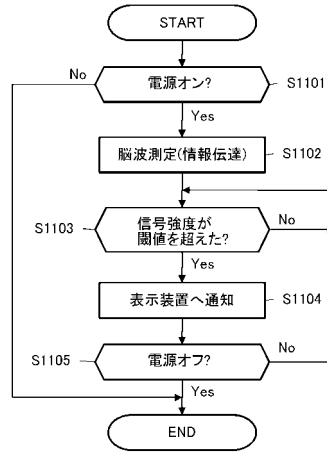 START
No
電源オン?
S1101
Yes
脳波測定(情報伝達)
S1102
S1103
信号強度が
閾値を超えた?
No
Yes
表示装置へ通知
S1104
S1105
電源オフ?
No
Yes
END